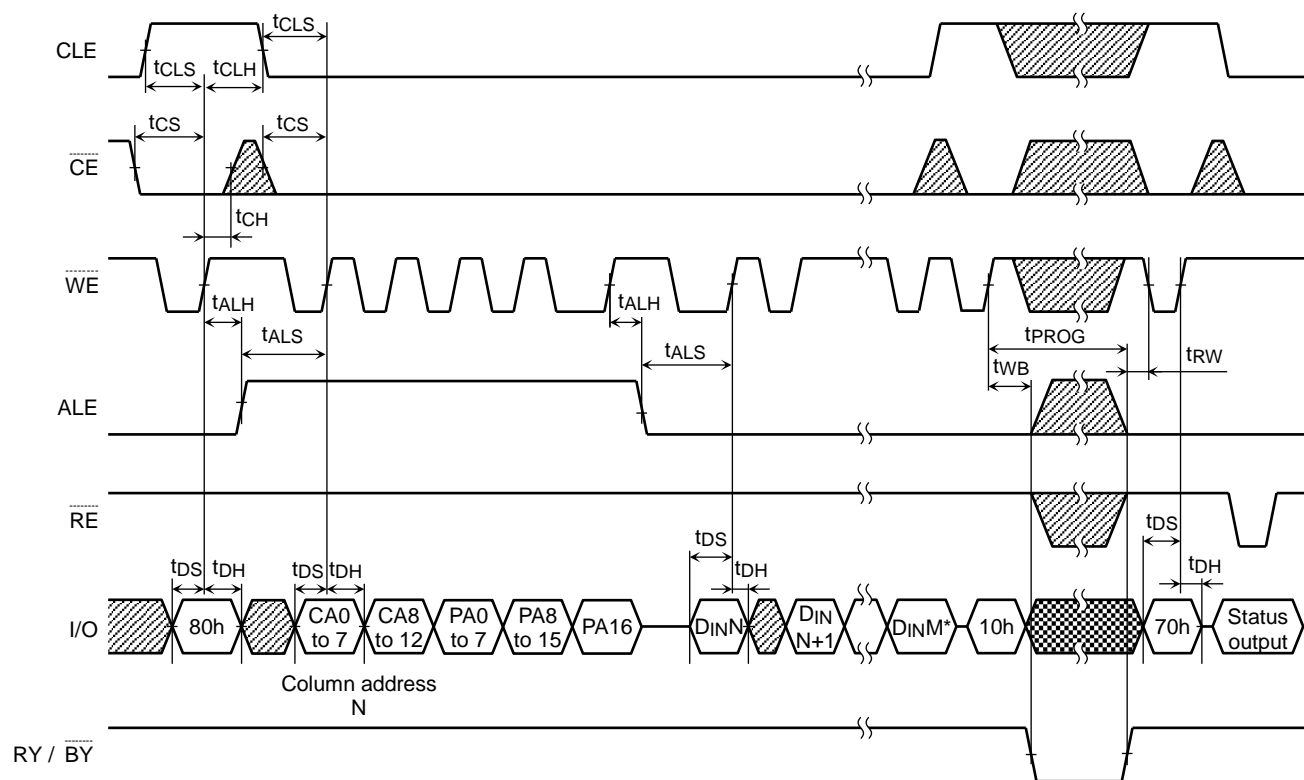 CLE
tCLS
tCLS
tCLH
CE
tCS
tCS
tCH
WE
tALH
tALS
tALH
tALS
tPROG
tWB
tRW
ALE
RE
tDS
tDH
tDS
tDH
tDS
tDH
tDS
tDH
I/O
80h
CA0
to 7
CA8
to 12
PA0
to 7
PA8
to 15
PA16
DINN
DIN
N+1
DINM*
10h
70h
Status
output
Column address
N
RY / BY